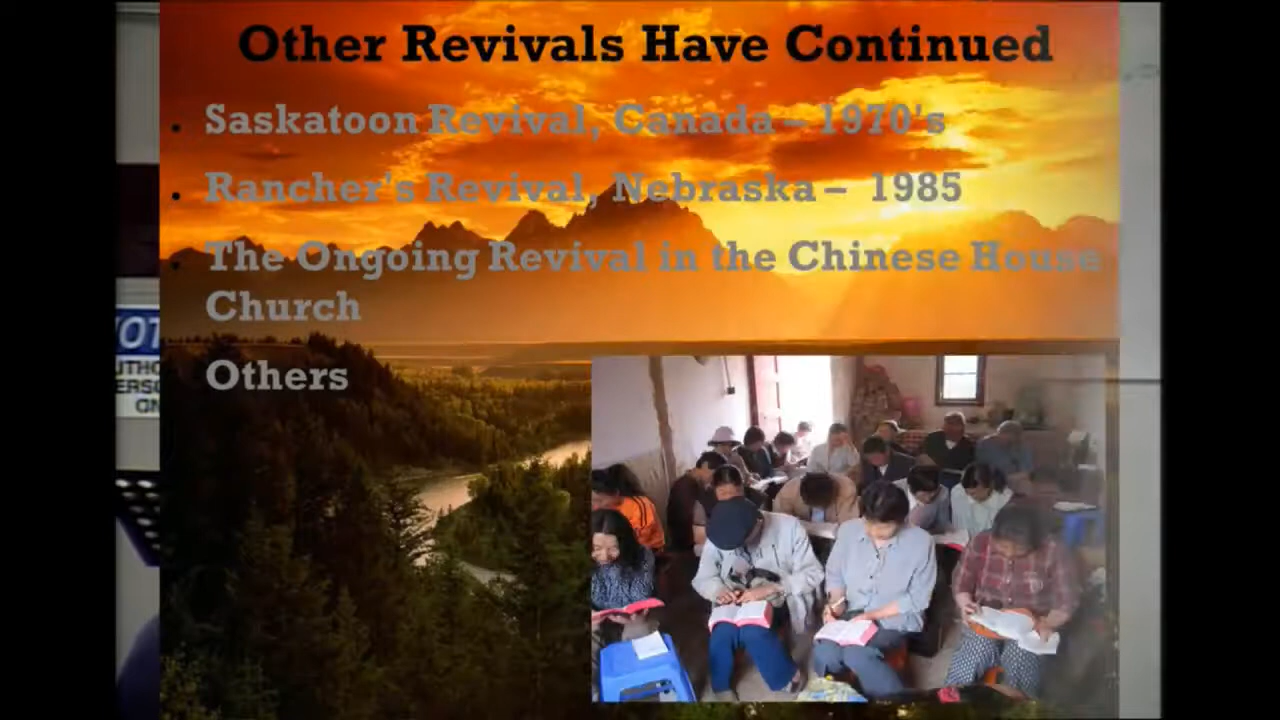 Other Revivals Have Continued
• Saskatoon Revival, Canada – 1970's
• Rancher's Revival, Nebraska – 1985
• The Ongoing Revival in the Chinese House
Church
Others